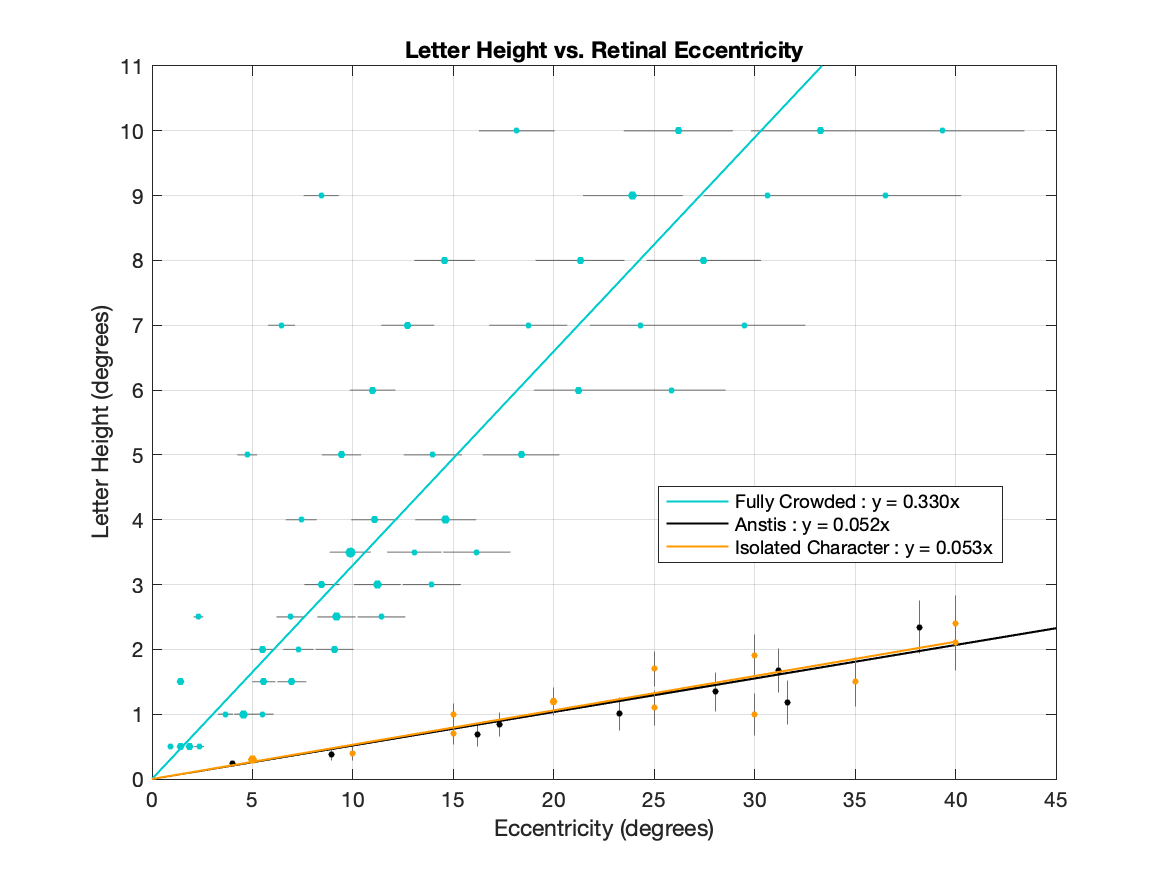 Letter Height vs. Retinal Eccentricity
11
10
9
8
7
6
5
4
3
2
1
0
Letter Height (degrees)
Fully Crowded : y = 0.330x
Anstis : y = 0.052x
Isolated Character : y = 0.053x
0 5 10 15 20 25 30 35 40 45
Eccentricity (degrees)